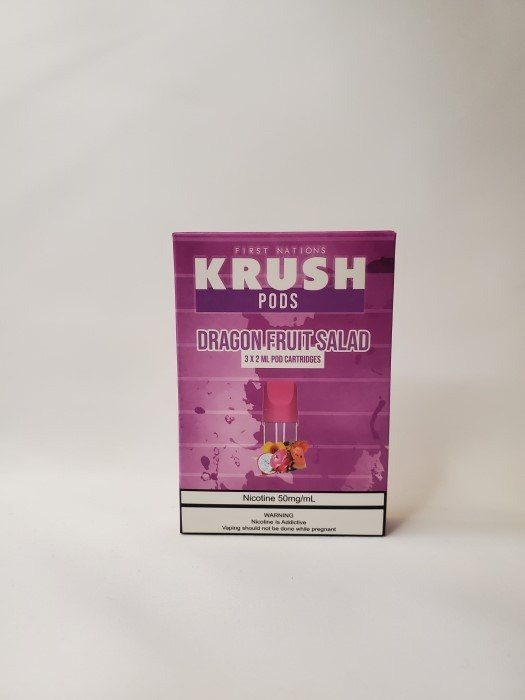 FIRST NATIONS
KRUSH
PODS
DRAGON FRUIT SALAD
3 X 2 ML POD CARTRIDGES
Nicotine 50mg/mL
WARNING
Nicotine Is Addictive
Vaping should not be done while pregnant